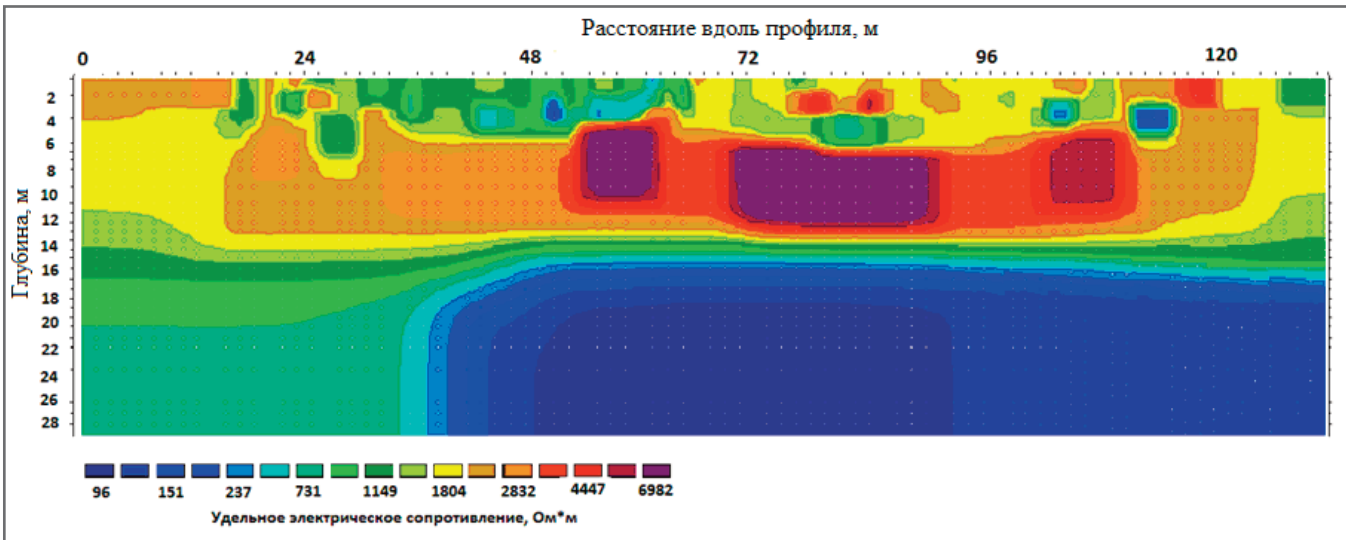 Расстояние вдоль профиля, м
0 24 48 72 96 120
Глубина, м
2
4
6
8
10
12
14
16
18
20
22
24
26
28
96 151 237 731 1149 1804 2832 4447 6982
Удельное электрическое сопротивление, Ом*м